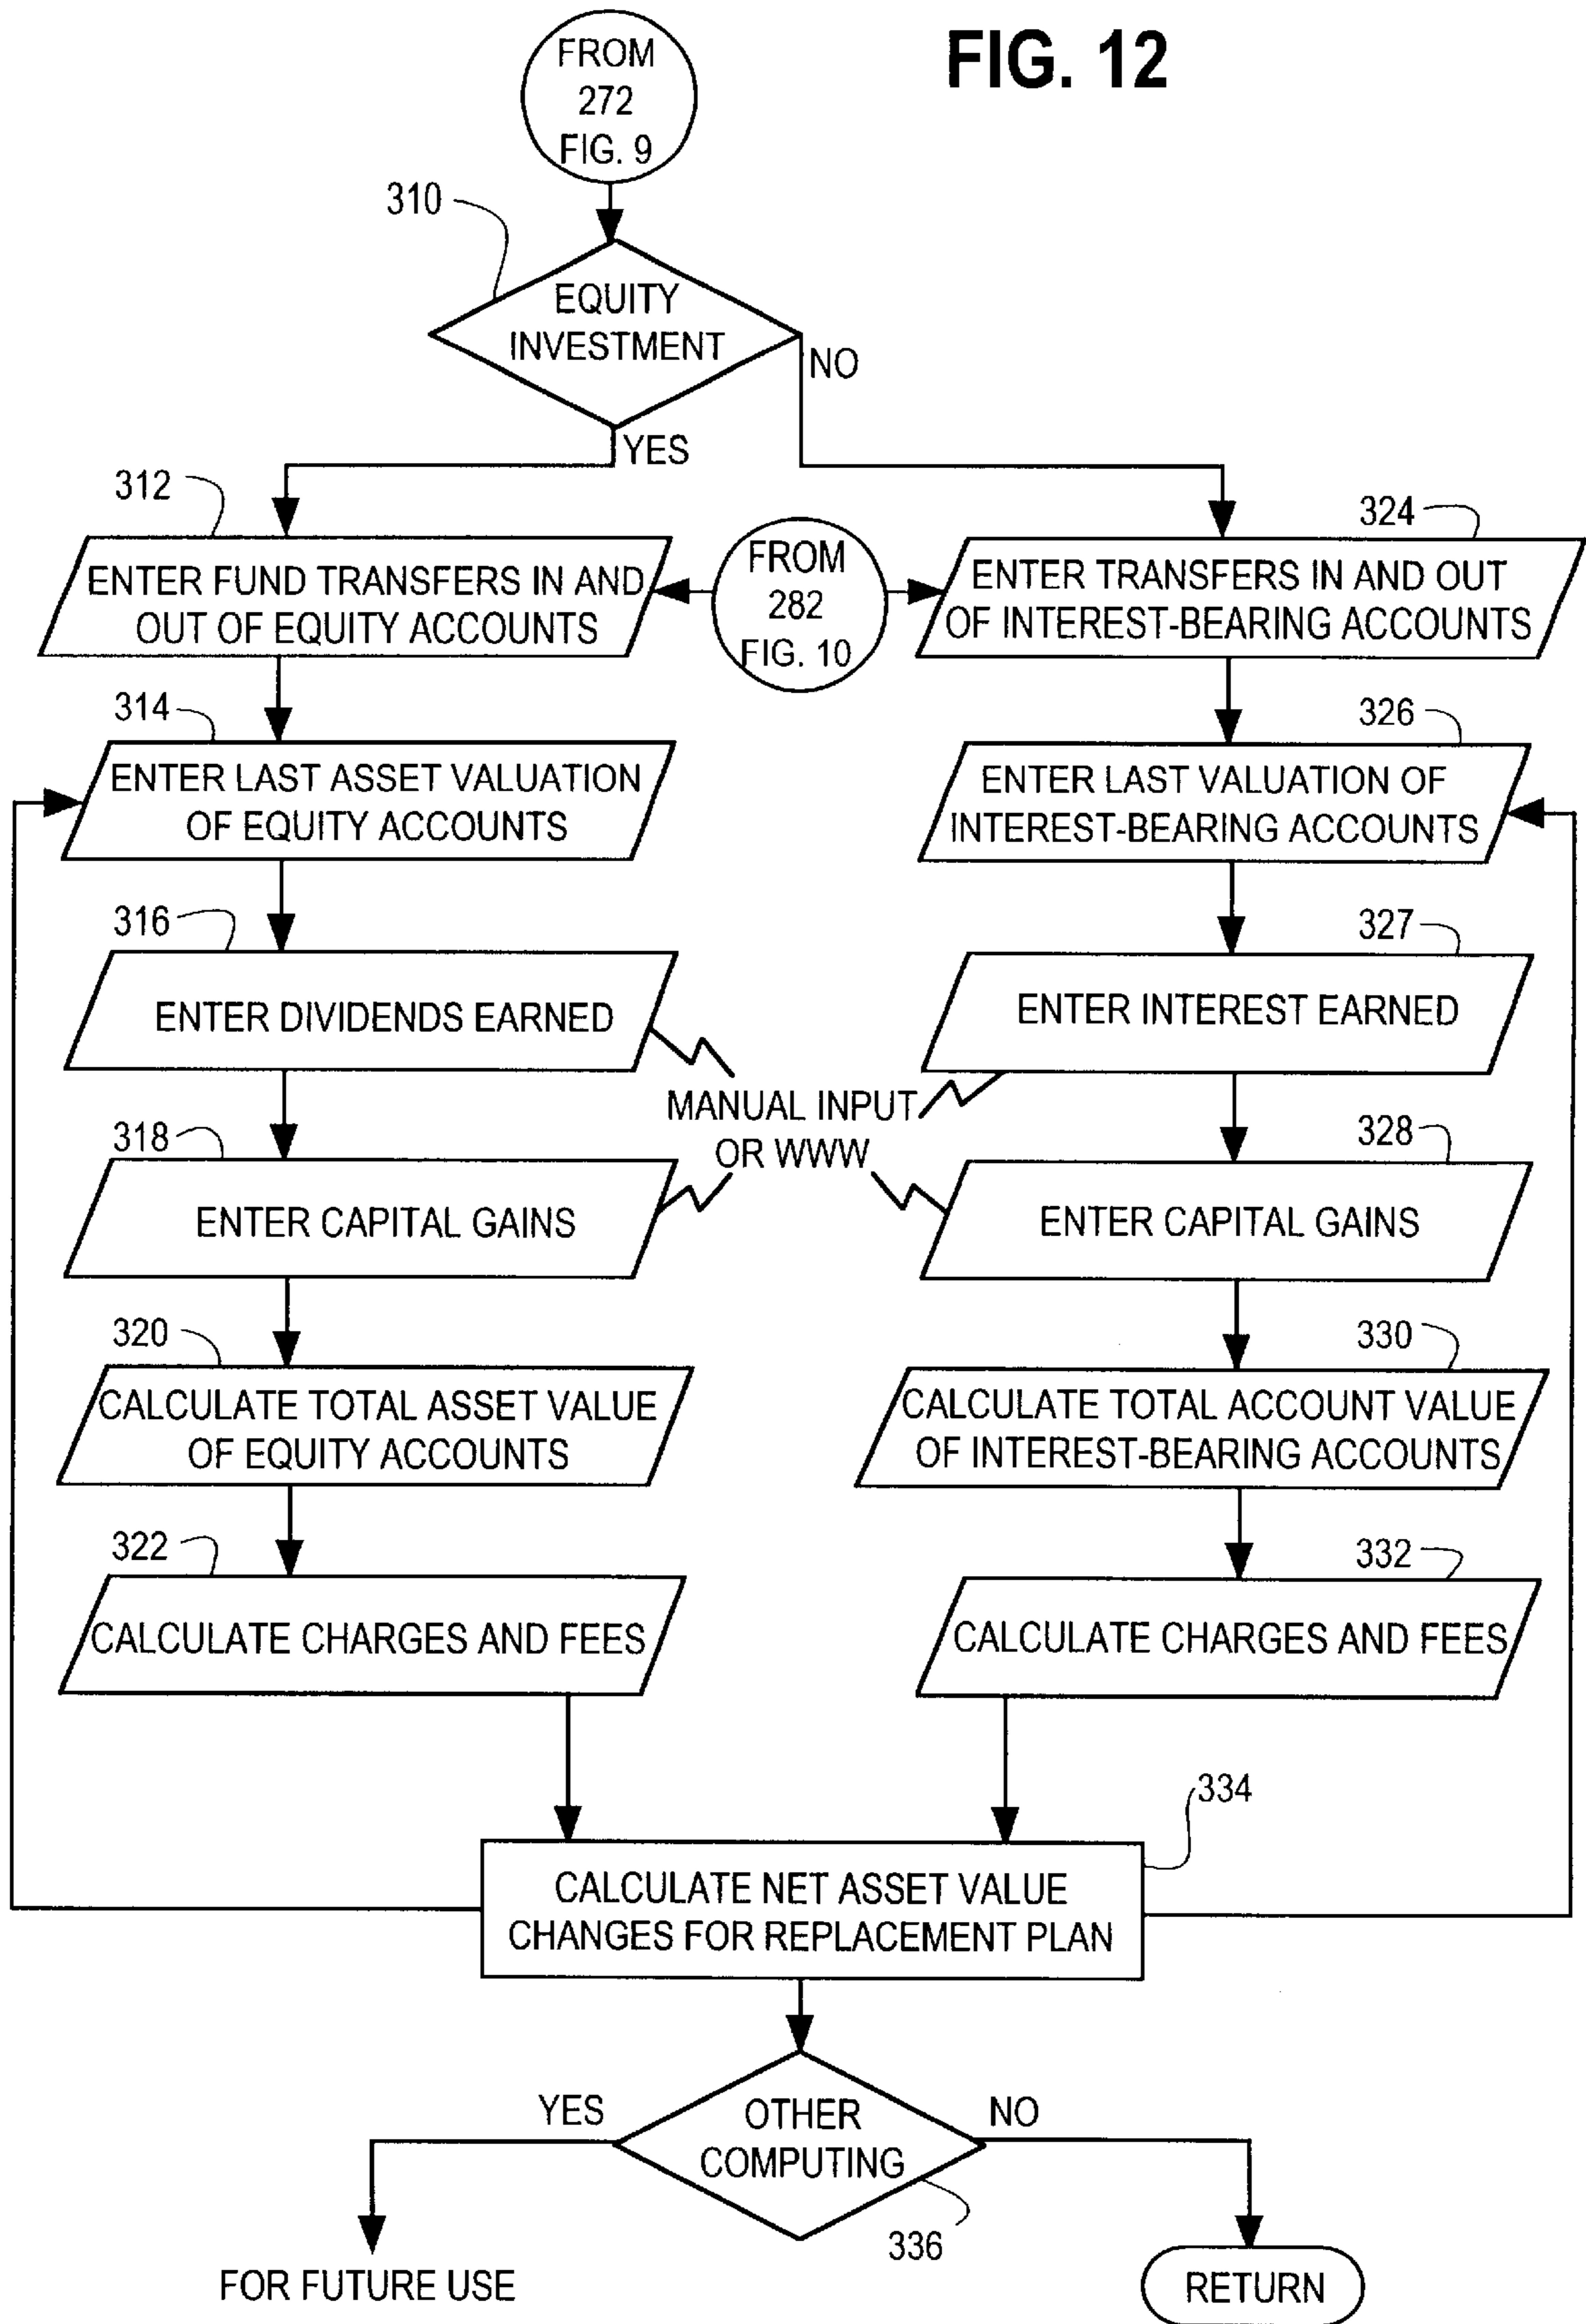 FIG. 12
FROM
272
FIG. 9
310
EQUITY
INVESTMENT
NO
YES
312
ENTER FUND TRANSFERS IN AND
OUT OF EQUITY ACCOUNTS
FROM
282
FIG. 10
324
ENTER TRANSFERS IN AND OUT
OF INTEREST-BEARING ACCOUNTS
314
ENTER LAST ASSET VALUATION
OF EQUITY ACCOUNTS
326
ENTER LAST VALUATION OF
INTEREST-BEARING ACCOUNTS
316
ENTER DIVIDENDS EARNED
327
ENTER INTEREST EARNED
MANUAL INPUT
OR WWW
318
ENTER CAPITAL GAINS
328
ENTER CAPITAL GAINS
320
CALCULATE TOTAL ASSET VALUE
OF EQUITY ACCOUNTS
330
CALCULATE TOTAL ACCOUNT VALUE
OF INTEREST-BEARING ACCOUNTS
322
CALCULATE CHARGES AND FEES
332
CALCULATE CHARGES AND FEES
334
CALCULATE NET ASSET VALUE
CHANGES FOR REPLACEMENT PLAN
YES
OTHER
COMPUTING
NO
336
FOR FUTURE USE
RETURN